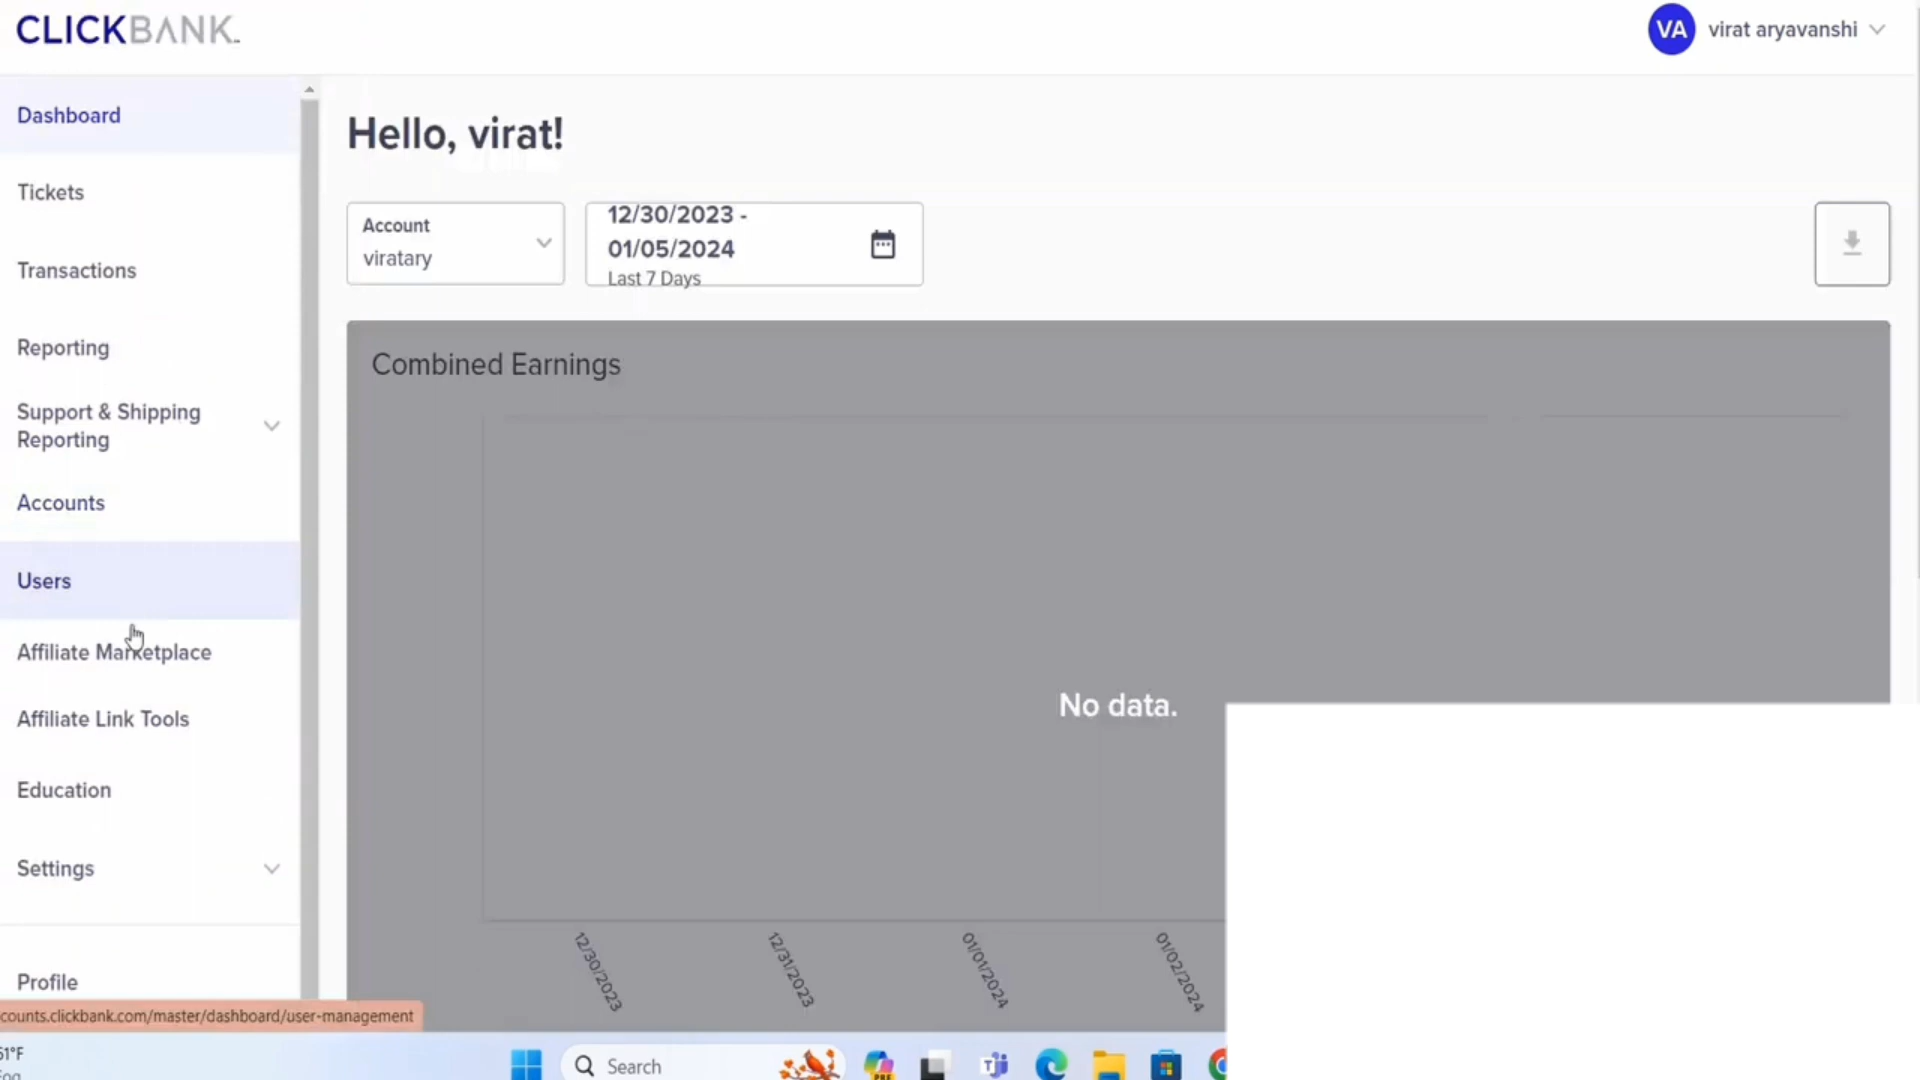 CLICKBANK
VA virat aryavanshi
Dashboard
Tickets
Transactions
Reporting
Support & Shipping
Reporting
Accounts
Users
Affiliate Marketplace
Affiliate Link Tools
Education
Settings
Profile
Hello, virat!
Account
viratary
12/30/2023 -
01/05/2024
Last 7 Days
Combined Earnings
No data.
12/30/2023
12/31/2023
01/01/2024
01/02/2024
counts.clickbank.com/master/dashboard/user-management
51°F
Fog
Search
PRE